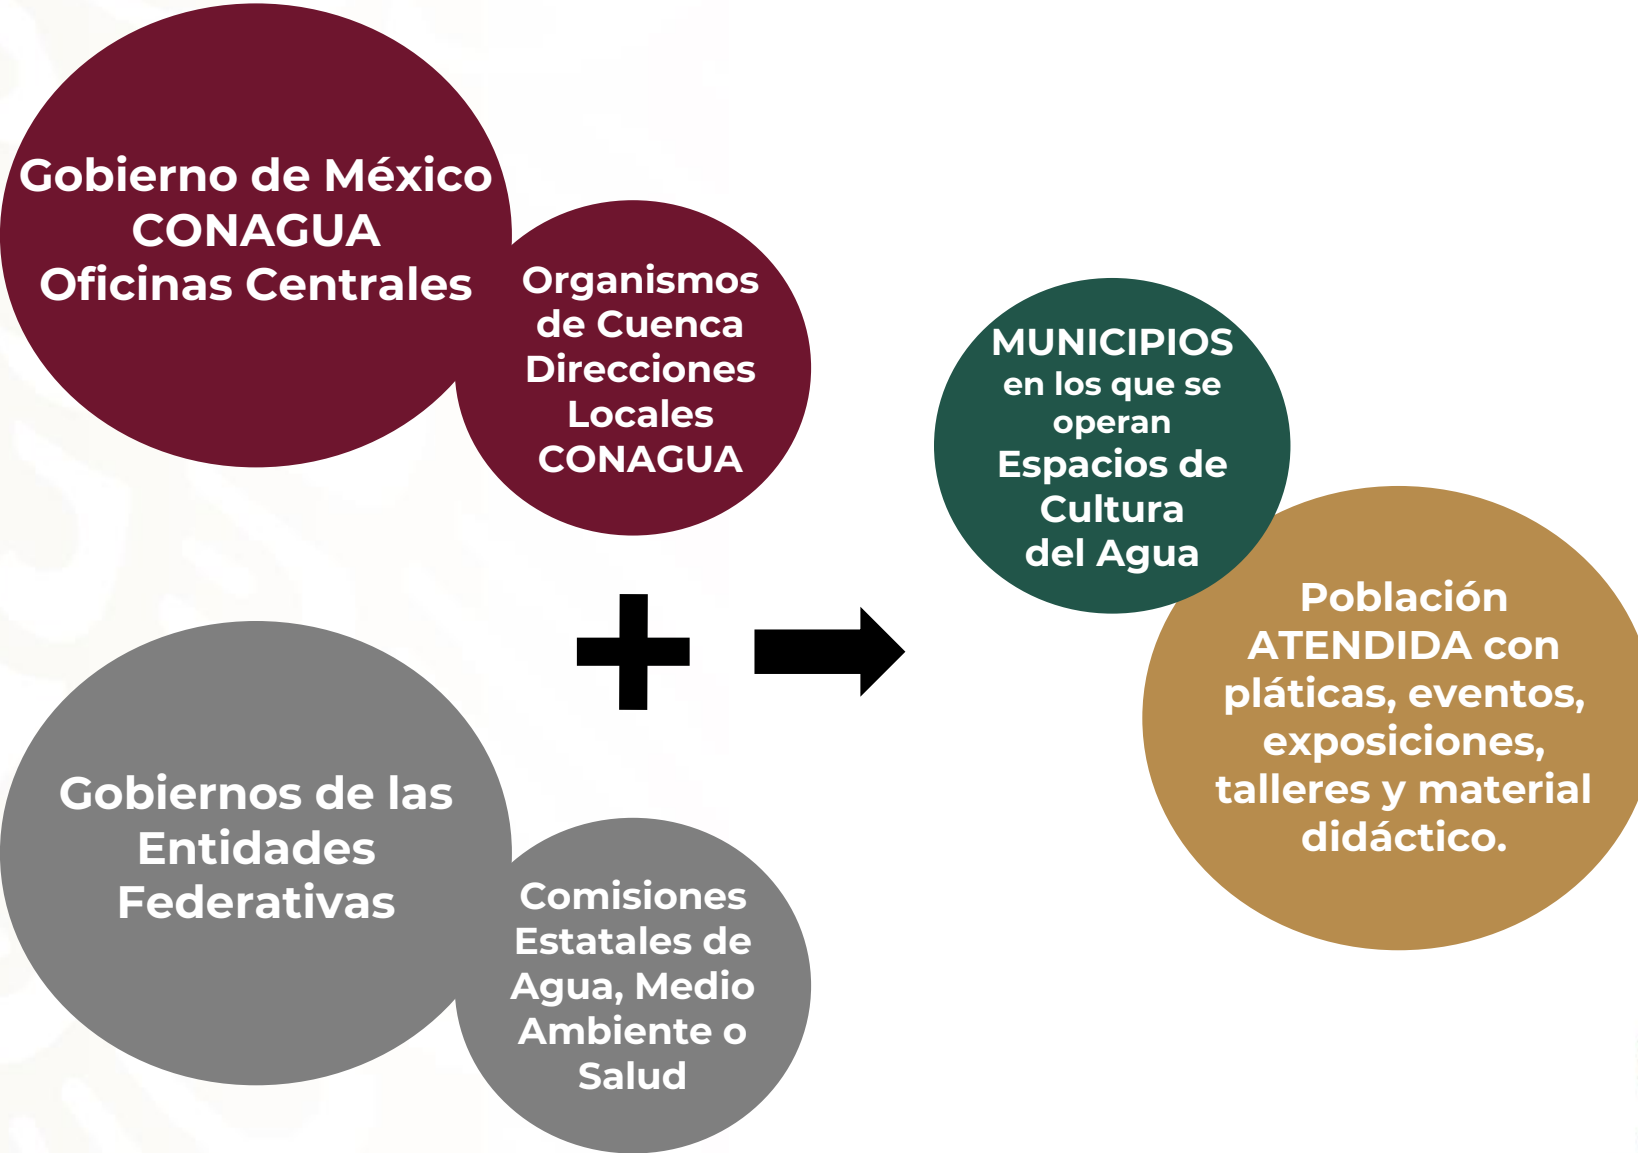 Gobierno de México
CONAGUA
Oficinas Centrales
Organismos
de Cuenca
Direcciones
Locales
CONAGUA
Gobiernos de las
Entidades
Federativas
Comisiones
Estatales de
Agua, Medio
Ambiente o
Salud
MUNICIPIOS
en los que se
operan
Espacios de
Cultura
del Agua
Población
ATENDIDA con
pláticas, eventos,
exposiciones,
talleres y material
didáctico.